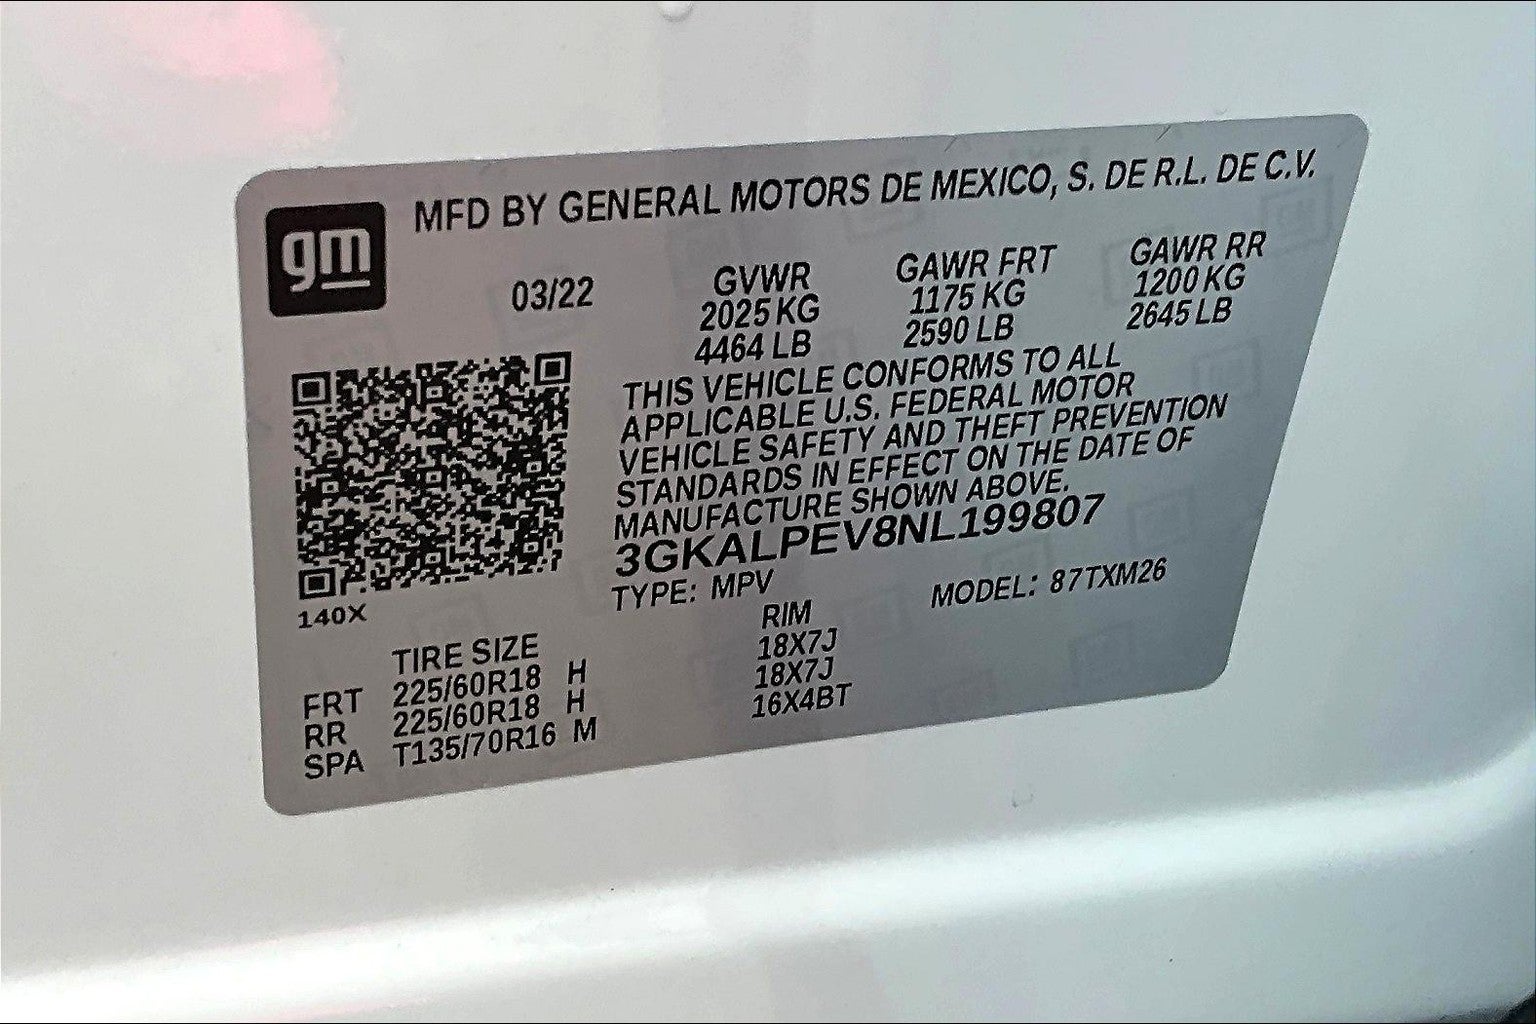 gm
MFD BY GENERAL MOTORS DE MEXICO, S. DE R.L. DE C.V.
03/22 GVWR GAWR FRT GAWR RR
2025 KG 1175 KG 1200 KG
4464 LB 2590 LB 2645 LB
THIS VEHICLE CONFORMS TO ALL
APPLICABLE U.S. FEDERAL MOTOR
VEHICLE SAFETY AND THEFT PREVENTION
STANDARDS IN EFFECT ON THE DATE OF
MANUFACTURE SHOWN ABOVE.
3GKALPEV8NL199807
TYPE: MPV MODEL: 87TXM26
140X
TIRE SIZE RIM
FRT 225/60R18 H 18X7J
RR 225/60R18 H 18X7J
SPA T135/70R16 M 16X4BT